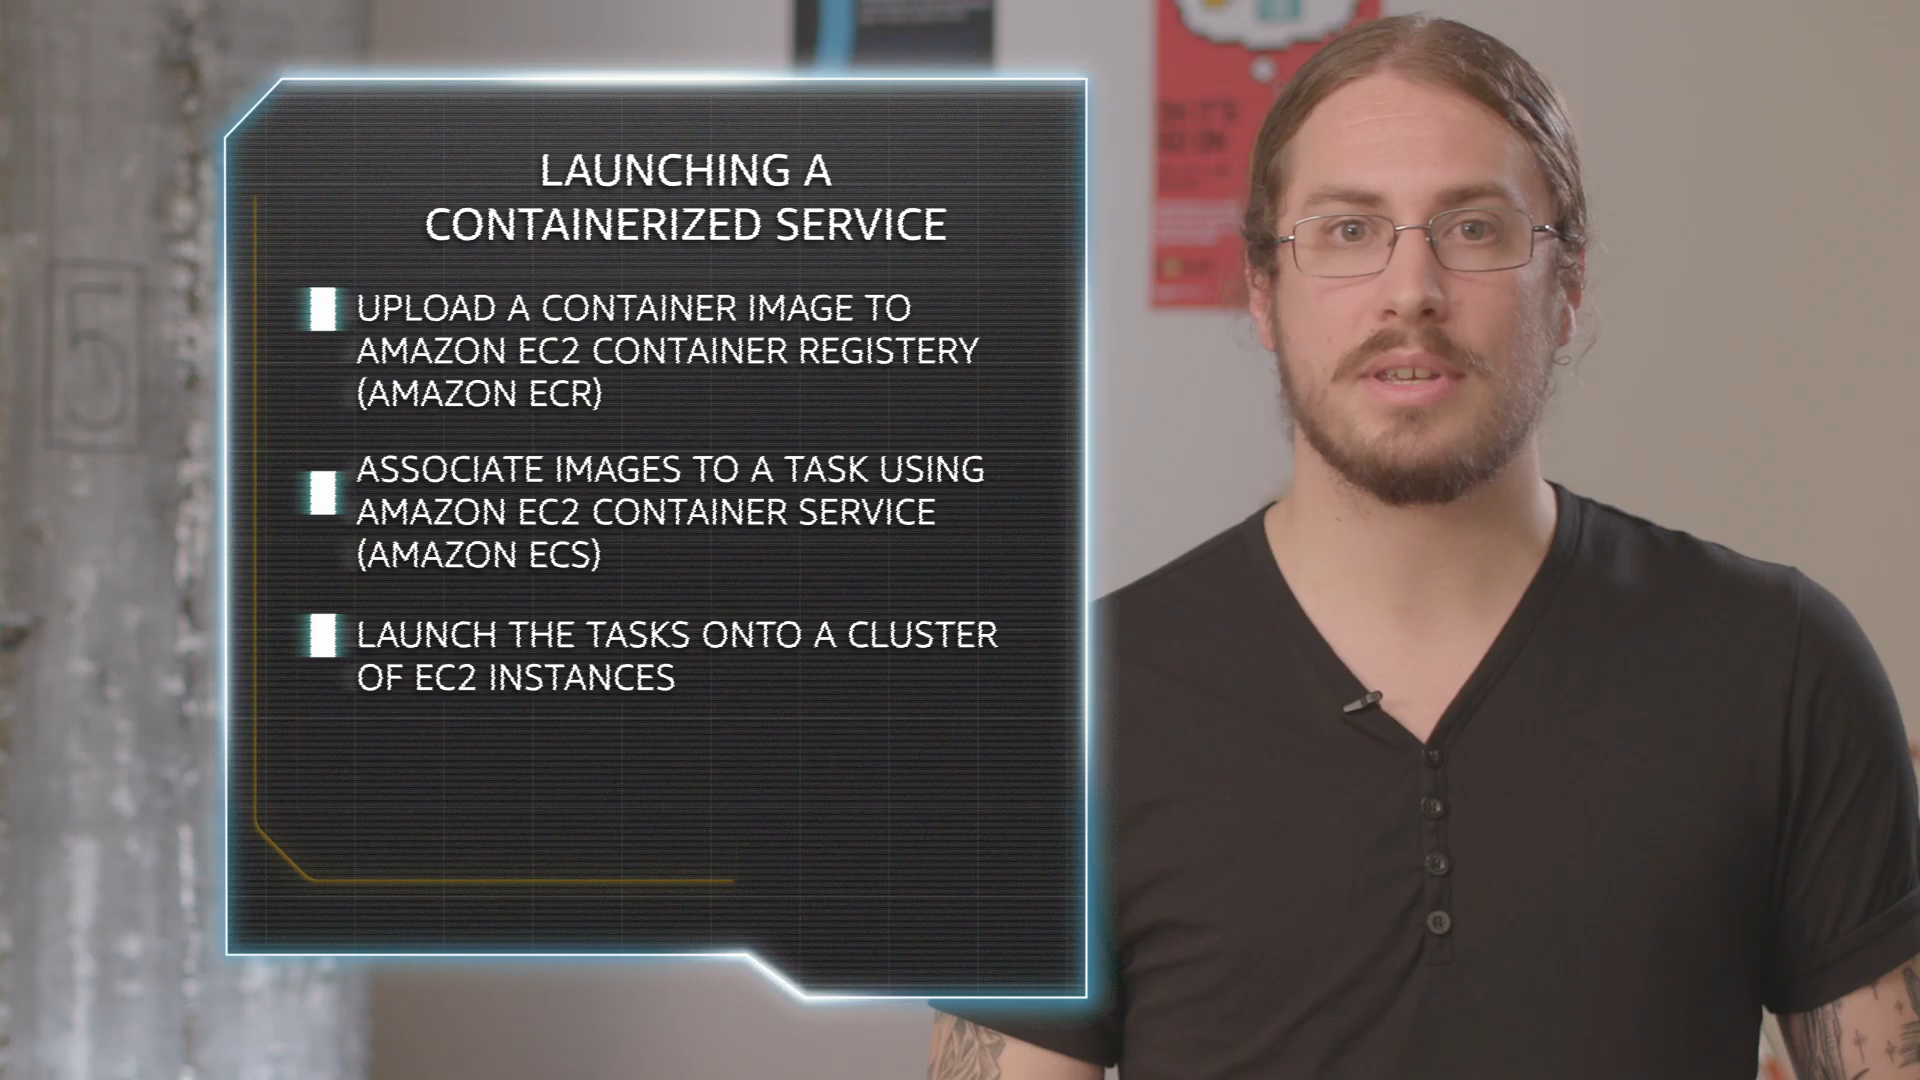 LAUNCHING A
CONTAINERIZED SERVICE
UPLOAD A CONTAINER IMAGE TO
AMAZON EC2 CONTAINER REGISTERY
(AMAZON ECR)
ASSOCIATE IMAGES TO A TASK USING
AMAZON EC2 CONTAINER SERVICE
(AMAZON ECS)
LAUNCH THE TASKS ONTO A CLUSTER
OF EC2 INSTANCES
5